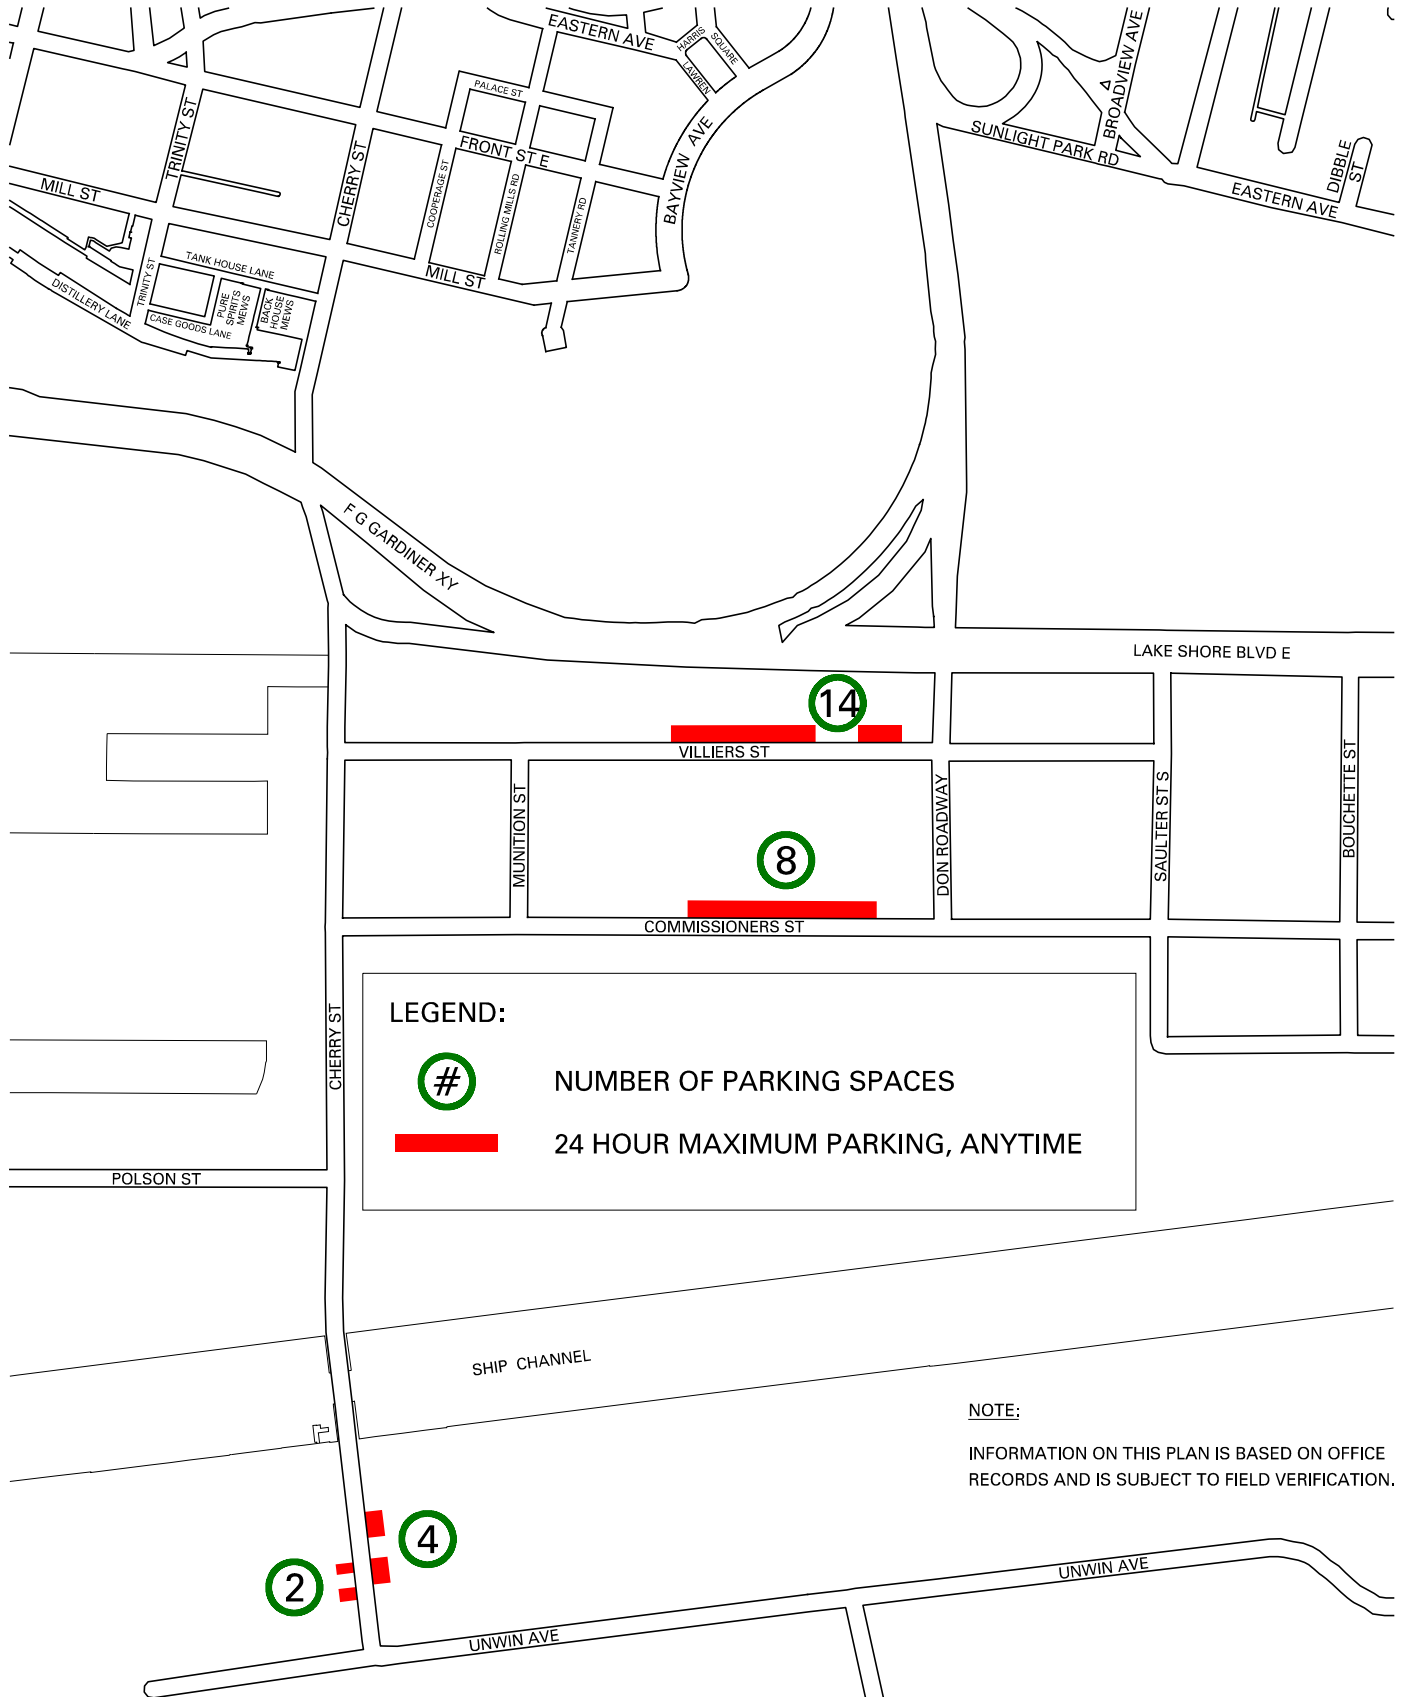 EASTERN AVE
HARRIS
SQUARE
LAWREN
BROADVIEW AVE
PALACE ST
TRINITY ST
CHERRY ST
FRONT ST E
BAYVIEW AVE
SUNLIGHT PARK RD
DIBBLE
ST
EASTERN AVE
MILL ST
COOPERAGE ST
ROLLING MILLS RD
TANNERY RD
TANK HOUSE LANE
MILL ST
TRINITY ST
DISTILLERY LANE
PURE
SPIRITS
MEWS
BACK
HOUSE
MEWS
CASE GOODS LANE
F G GARDINER XY
LAKE SHORE BLVD E
14
VILLIERS ST
MUNITION ST
DON ROADWAY
SAULTER ST S
BOUCHETTE ST
8
COMMISSIONERS ST
CHERRY ST
LEGEND:
# NUMBER OF PARKING SPACES
24 HOUR MAXIMUM PARKING, ANYTIME
POLSON ST
SHIP CHANNEL
NOTE:
INFORMATION ON THIS PLAN IS BASED ON OFFICE
RECORDS AND IS SUBJECT TO FIELD VERIFICATION.
4
2
UNWIN AVE
UNWIN AVE